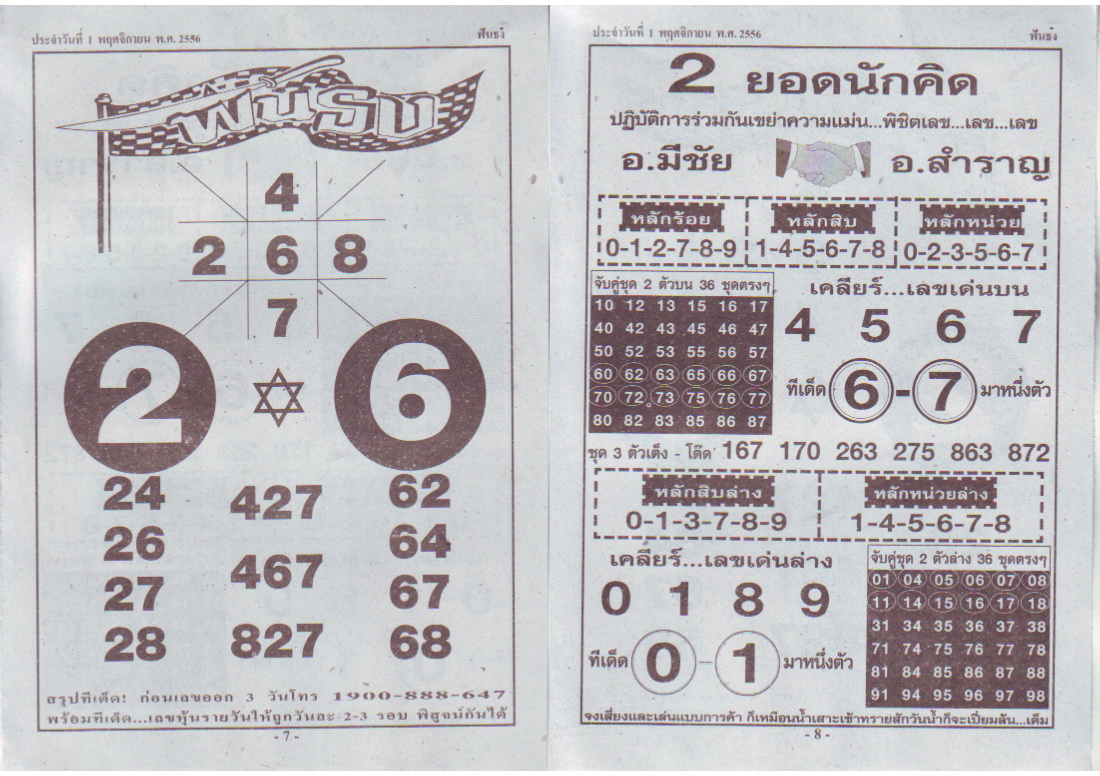 ประจำวันที่ 1 พฤศจิกายน พ.ศ. 2556 ฟันธง
ฟันธง
4
2 6 8
7
2 6
24 427 62
26 64
467
27 67
28 827 68
สรุปทีเด็ด! ก่อนเลขออก 3 วันโทร 1900-888-647
พร้อมทีเด็ด...เลขหุ้นรายวันให้ถูกวันละ 2-3 รอบ พิสูจน์กันได้
- 7 -
ประจำวันที่ 1 พฤศจิกายน พ.ศ. 2556 ฟันธง
2 ยอดนักคิด
ปฏิบัติการร่วมกันเขย่าความแม่น...พิชิตเลข...เลข...เลข
อ.มีชัย อ.สำราญ
หลักร้อย หลักสิบ หลักหน่วย
0-1-2-7-8-9 1-4-5-6-7-8 0-2-3-5-6-7
จับคู่ชุด 2 ตัวบน 36 ชุดตรงๆ
10 12 13 15 16 17
40 42 43 45 46 47
50 52 53 55 56 57
60 62 63 65 66 67
70 72 73 75 76 77
80 82 83 85 86 87
เคลียร์...เลขเด่นบน
4 5 6 7
ทีเด็ด 6-7 มาหนึ่งตัว
ชุด 3 ตัวเต็ง - โต๊ด 167 170 263 275 863 872
หลักสิบล่าง หลักหน่วยล่าง
0-1-3-7-8-9 1-4-5-6-7-8
เคลียร์...เลขเด่นล่าง
0 1 8 9
ทีเด็ด 0-1 มาหนึ่งตัว
จับคู่ชุด 2 ตัวล่าง 36 ชุดตรงๆ
01 04 05 06 07 08
11 14 15 16 17 18
31 34 35 36 37 38
71 74 75 76 77 78
81 84 85 86 87 88
91 94 95 96 97 98
จงเสี่ยงและเล่นแบบการค้า ก็เหมือนน้ำเสาะเข้าทรายสักวันน้ำก็จะเปี่ยมล้น...เต็ม
- 8 -